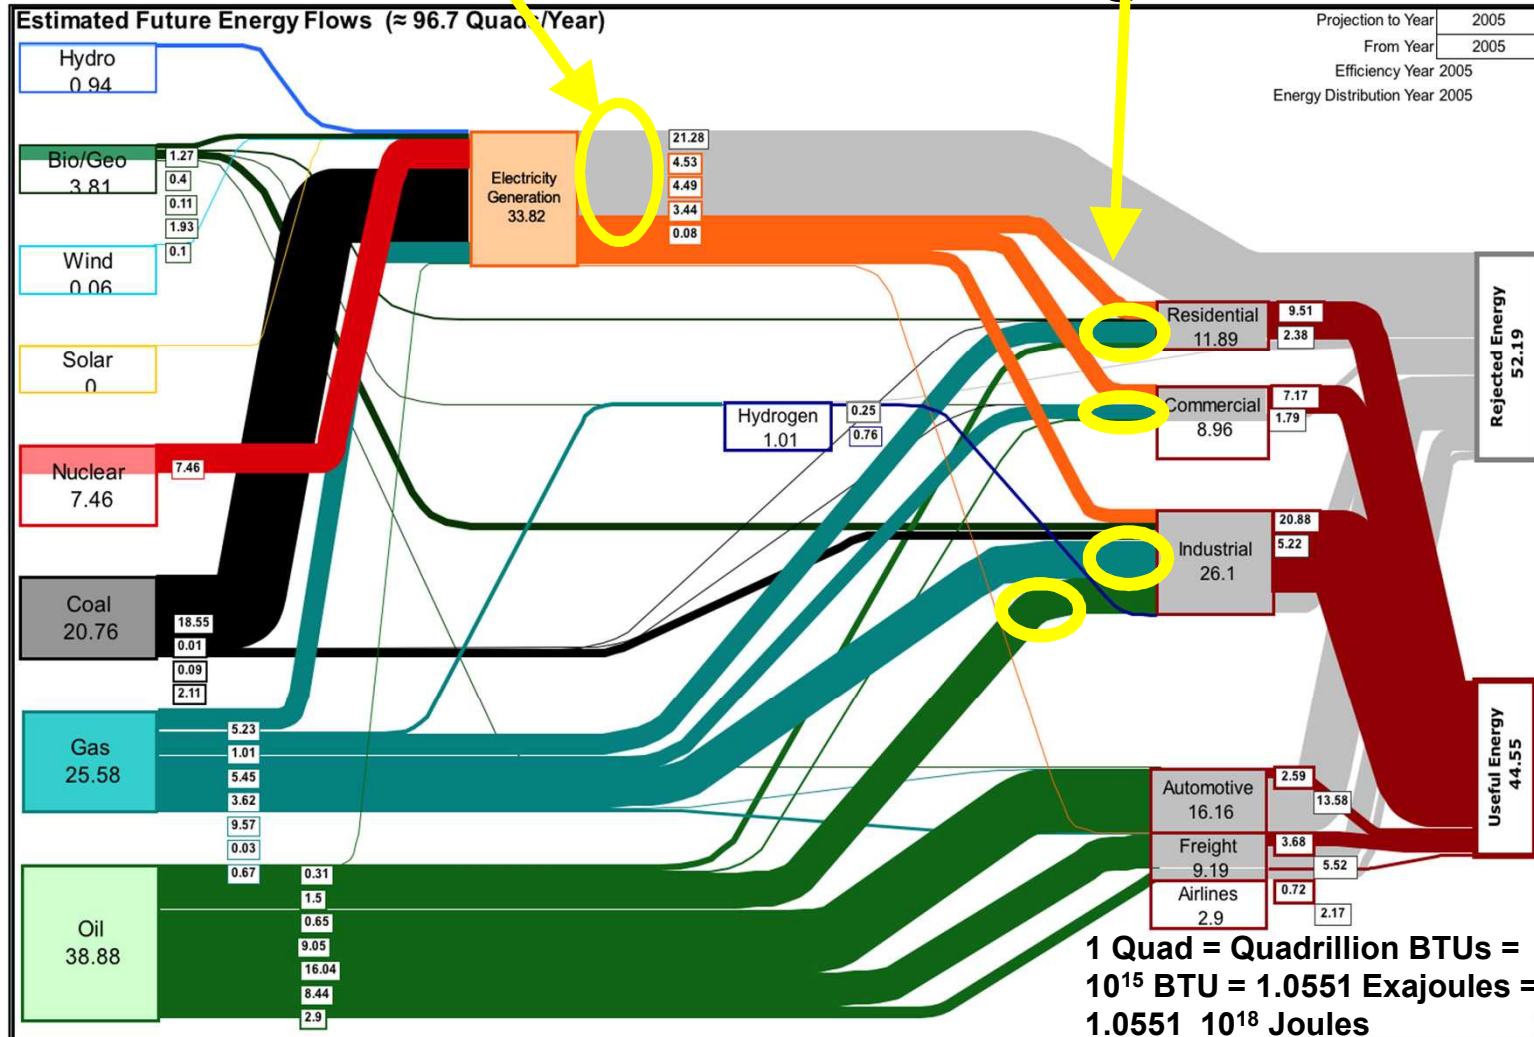 Estimated Future Energy Flows (≈ 96.7 Quads/Year)
Projection to Year 2005
From Year 2005
Efficiency Year 2005
Energy Distribution Year 2005
Hydro
0.94
Bio/Geo
3.81
1.27
0.4
0.11
1.93
0.1
Wind
0.06
Solar
0
Nuclear
7.46
7.46
Coal
20.76
18.55
0.01
0.09
2.11
Gas
25.58
5.23
1.01
5.45
3.62
9.57
0.03
0.67
Oil
38.88
0.31
1.5
0.65
9.05
16.04
8.44
2.9
Electricity
Generation
33.82
21.28
4.53
4.49
3.44
0.08
Hydrogen
1.01
0.25
0.76
Residential
11.89
9.51
2.38
Commercial
8.96
7.17
1.79
Industrial
26.1
20.88
5.22
Automotive
16.16
2.59
13.58
Freight
9.19
3.68
5.52
Airlines
2.9
0.72
2.17
Rejected Energy
52.19
Useful Energy
44.55
1 Quad = Quadrillion BTUs =
10¹⁵ BTU = 1.0551 Exajoules =
1.0551 10¹⁸ Joules